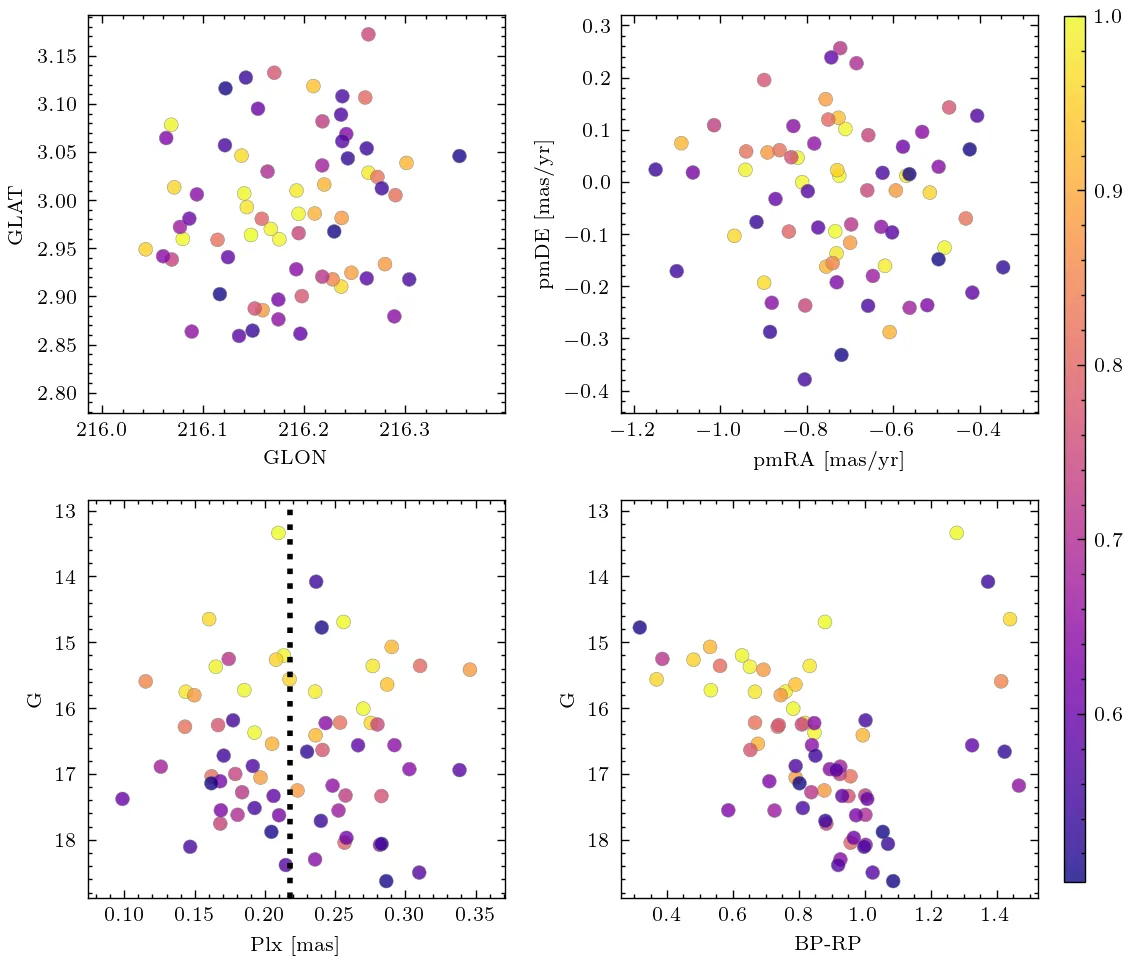 3.15
3.10
3.05
3.00
2.95
2.90
2.85
2.80
GLAT
216.0 216.1 216.2 216.3
GLON
0.3
0.2
0.1
0.0
−0.1
−0.2
−0.3
−0.4
pmDE [mas/yr]
−1.2 −1.0 −0.8 −0.6 −0.4
pmRA [mas/yr]
13
14
15
16
17
18
G
0.10 0.15 0.20 0.25 0.30 0.35
Plx [mas]
13
14
15
16
17
18
G
0.4 0.6 0.8 1.0 1.2 1.4
BP-RP
1.0
0.9
0.8
0.7
0.6